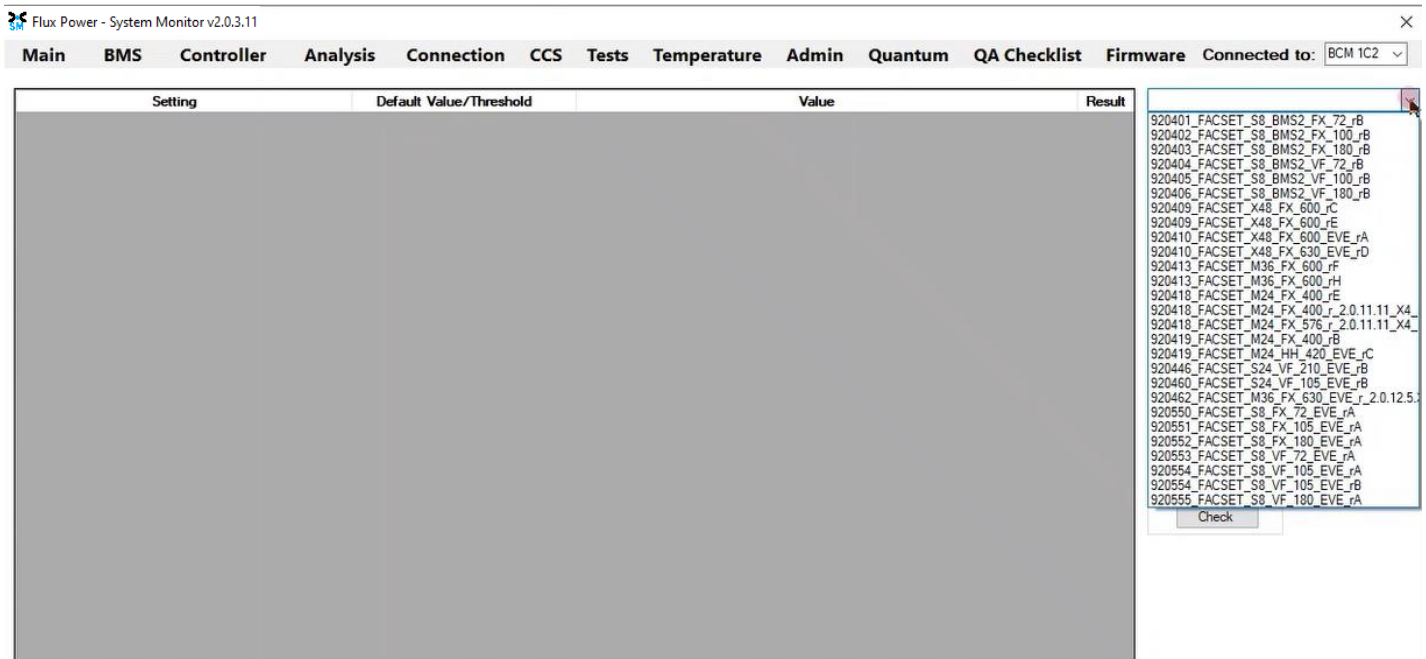 Flux Power - System Monitor v2.0.3.11
Main BMS Controller Analysis Connection CCS Tests Temperature Admin Quantum QA Checklist Firmware Connected to: BCM 1C2
Setting Default Value/Threshold Value Result
920401_FACSET_S8_BMS2_FX_72_rB
920402_FACSET_S8_BMS2_FX_100_rB
920403_FACSET_S8_BMS2_FX_180_rB
920404_FACSET_S8_BMS2_VF_72_rB
920405_FACSET_S8_BMS2_VF_100_rB
920406_FACSET_S8_BMS2_VF_180_rB
920409_FACSET_X48_FX_600_rC
920409_FACSET_X48_FX_600_rE
920410_FACSET_X48_FX_600_EVE_rA
920410_FACSET_X48_FX_630_EVE_rD
920413_FACSET_M36_FX_600_rF
920413_FACSET_M36_FX_600_rH
920418_FACSET_M24_FX_400_rE
920418_FACSET_M24_FX_400_r_2.0.11.11_X4_
920418_FACSET_M24_FX_576_r_2.0.11.11_X4_
920419_FACSET_M24_FX_400_rB
920419_FACSET_M24_HH_420_EVE_rC
920446_FACSET_S24_VF_210_EVE_rB
920460_FACSET_S24_VF_105_EVE_rB
920462_FACSET_M36_FX_630_EVE_r_2.0.12.5.
920550_FACSET_S8_FX_72_EVE_rA
920551_FACSET_S8_FX_105_EVE_rA
920552_FACSET_S8_FX_180_EVE_rA
920553_FACSET_S8_VF_72_EVE_rA
920554_FACSET_S8_VF_105_EVE_rA
920554_FACSET_S8_VF_105_EVE_rB
920555_FACSET_S8_VF_180_EVE_rA
Check